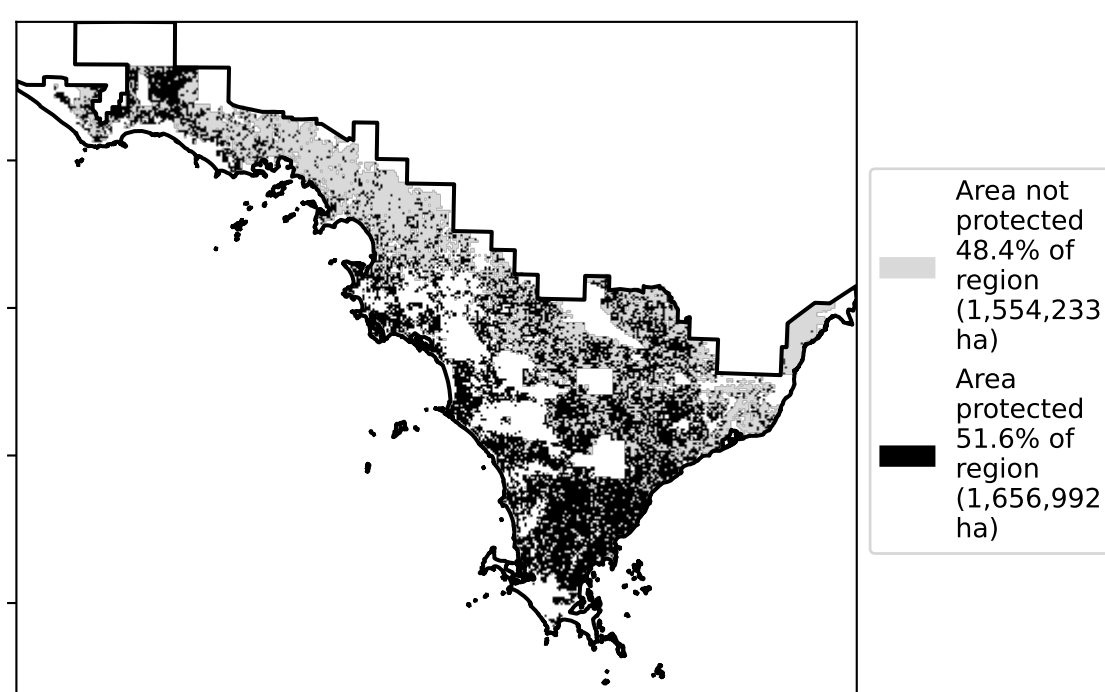 Area not
protected
48.4% of
region
(1,554,233
ha)
Area
protected
51.6% of
region
(1,656,992
ha)